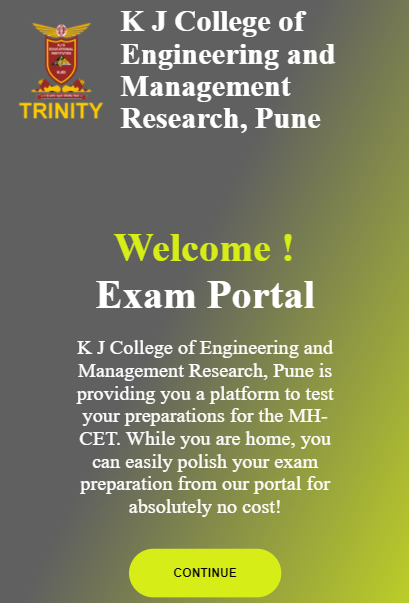 TRINITY
K J College of
Engineering and
Management
Research, Pune
Welcome !
Exam Portal
K J College of Engineering and
Management Research, Pune is
providing you a platform to test
your preparations for the MH-
CET. While you are home, you
can easily polish your exam
preparation from our portal for
absolutely no cost!
CONTINUE